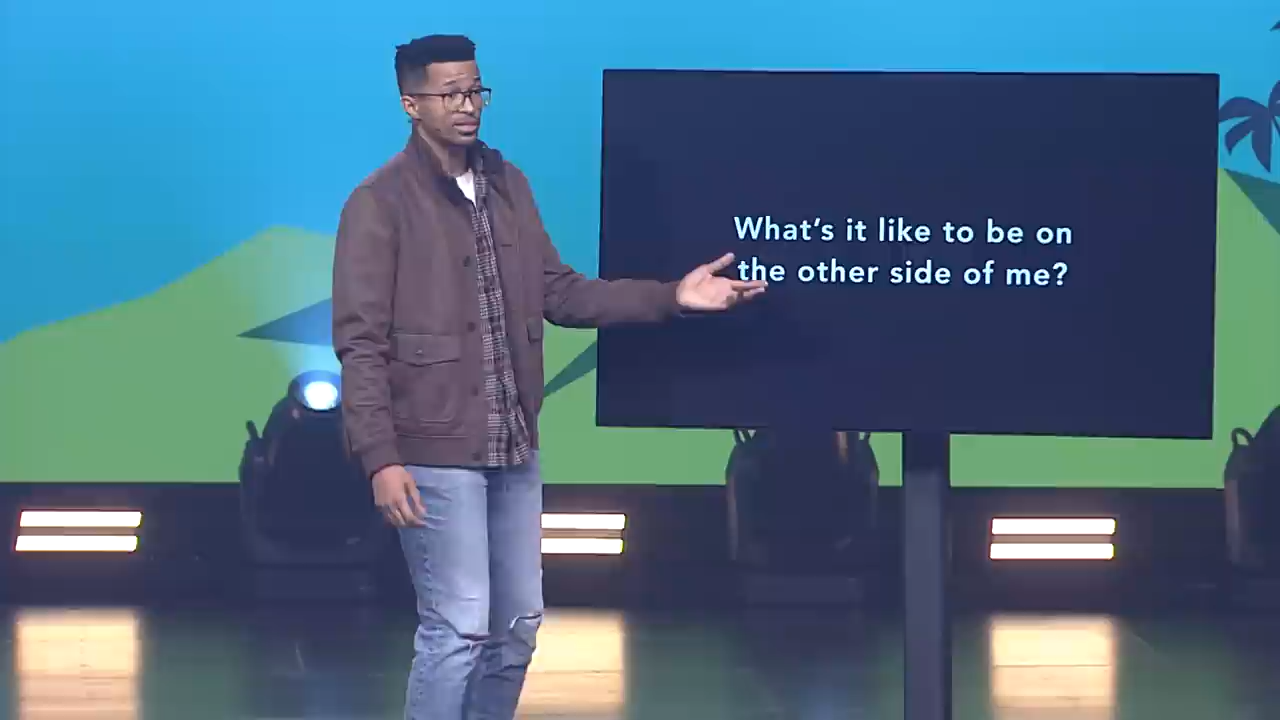 What’s it like to be on
the other side of me?